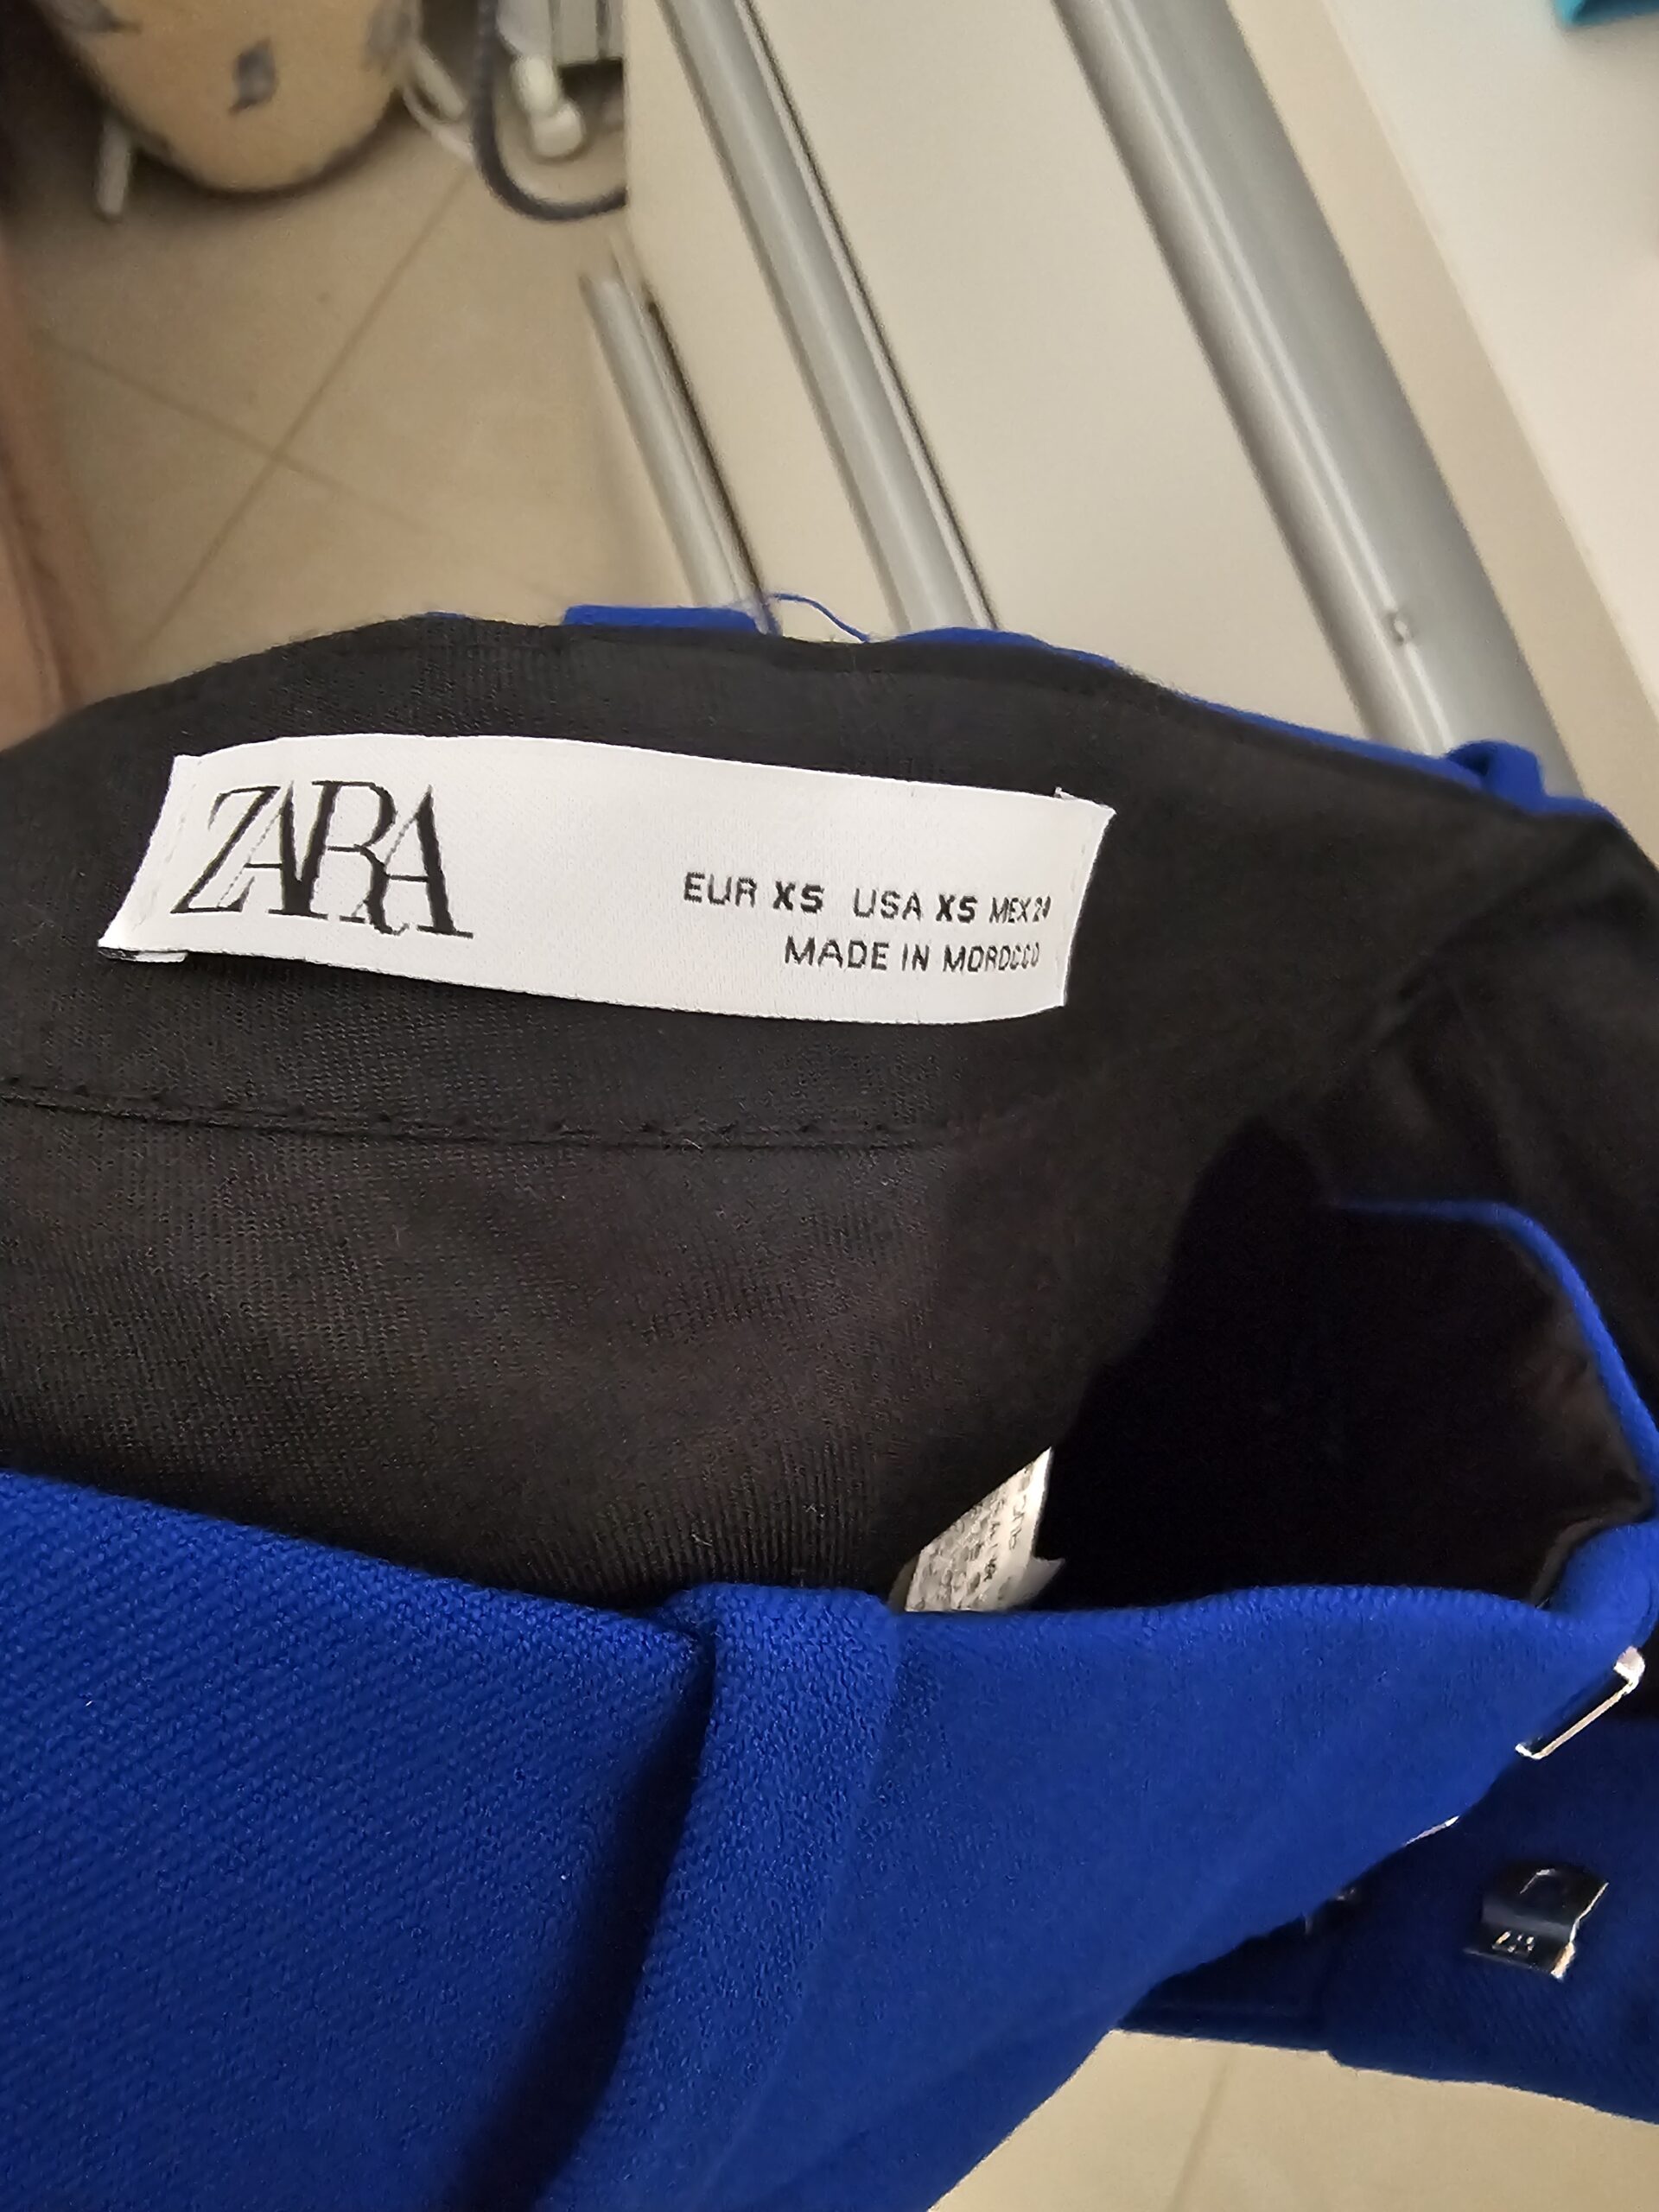 ZARA
EUR XS USA XS MEX 24
MADE IN MOROCCO